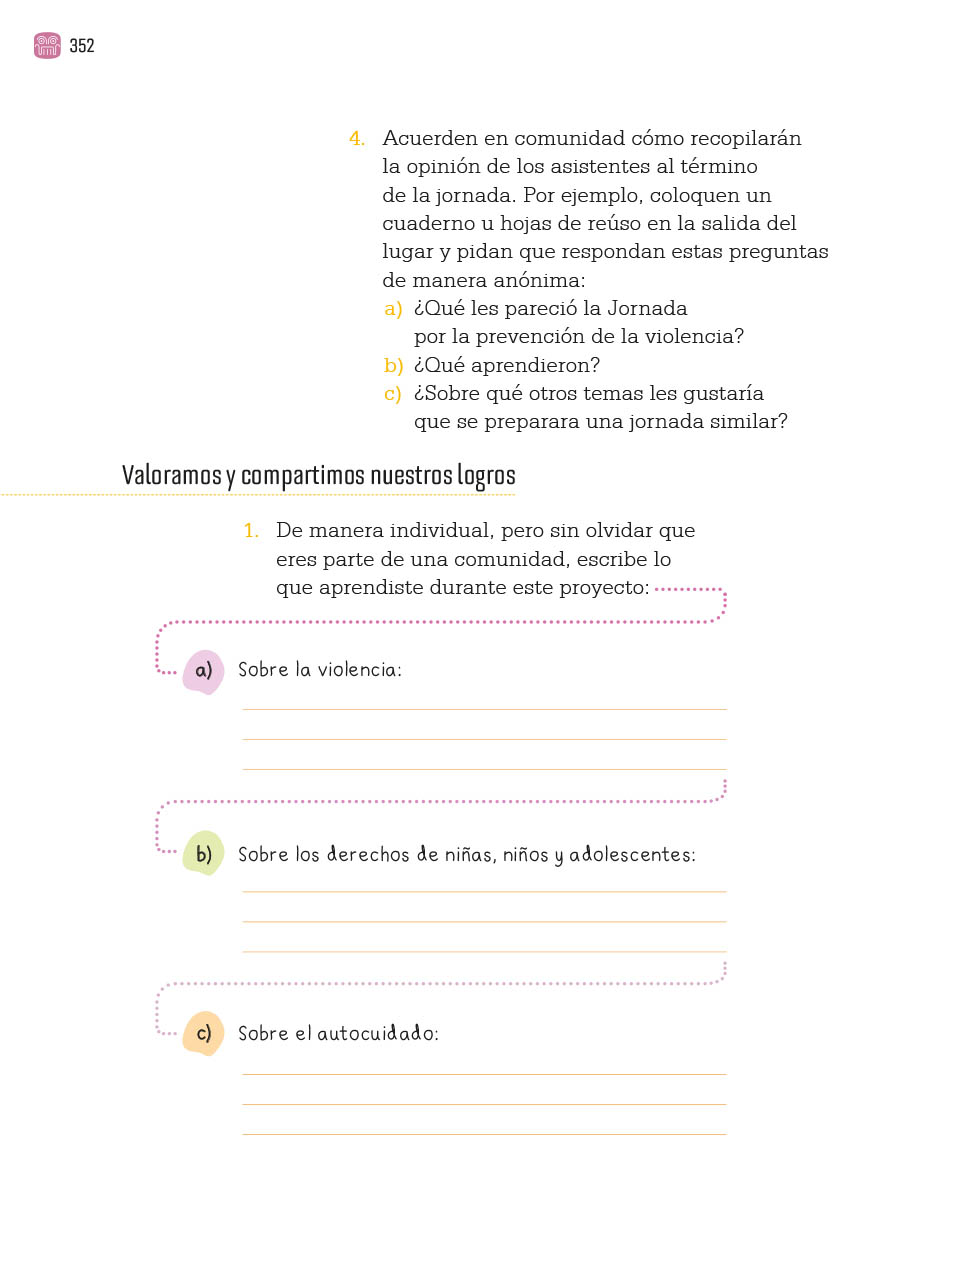 352
4. Acuerden en comunidad cómo recopilarán
la opinión de los asistentes al término
de la jornada. Por ejemplo, coloquen un
cuaderno u hojas de reúso en la salida del
lugar y pidan que respondan estas preguntas
de manera anónima:
a) ¿Qué les pareció la Jornada
por la prevención de la violencia?
b) ¿Qué aprendieron?
c) ¿Sobre qué otros temas les gustaría
que se preparara una jornada similar?
Valoramos y compartimos nuestros logros
1. De manera individual, pero sin olvidar que
eres parte de una comunidad, escribe lo
que aprendiste durante este proyecto:
a) Sobre la violencia:
b) Sobre los derechos de niñas, niños y adolescentes:
c) Sobre el autocuidado: